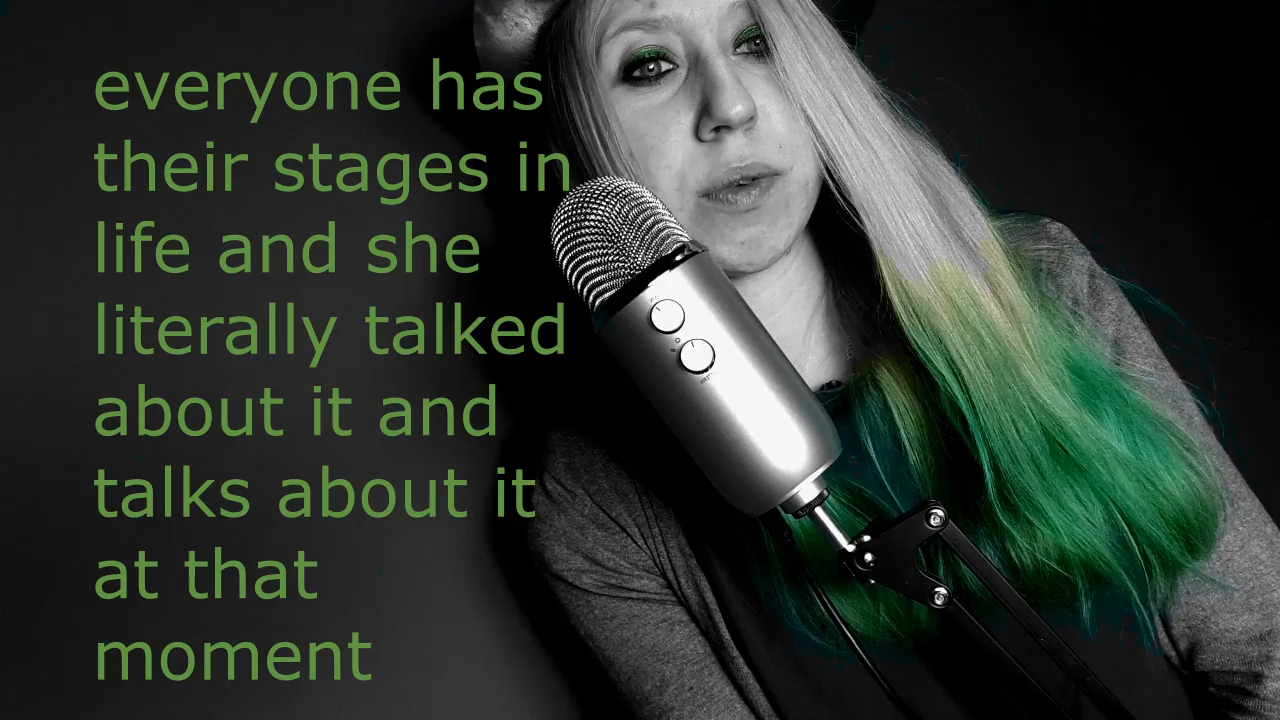 everyone has
their stages in
life and she
literally talked
about it and
talks about it
at that
moment